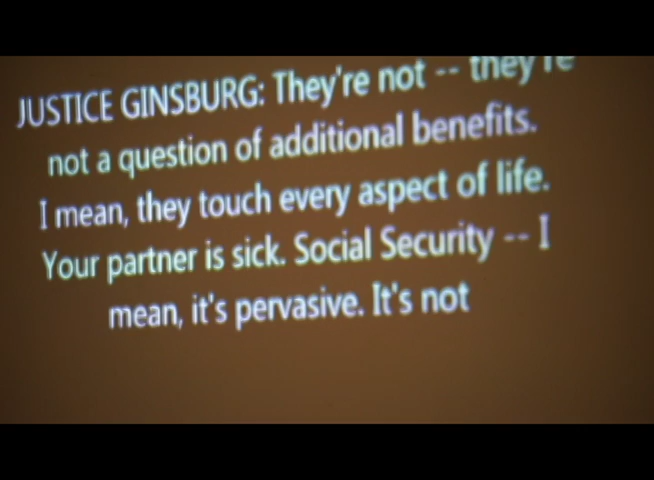 JUSTICE GINSBURG: They're not -- they're
not a question of additional benefits.
I mean, they touch every aspect of life.
Your partner is sick. Social Security -- I
mean, it's pervasive. It's not